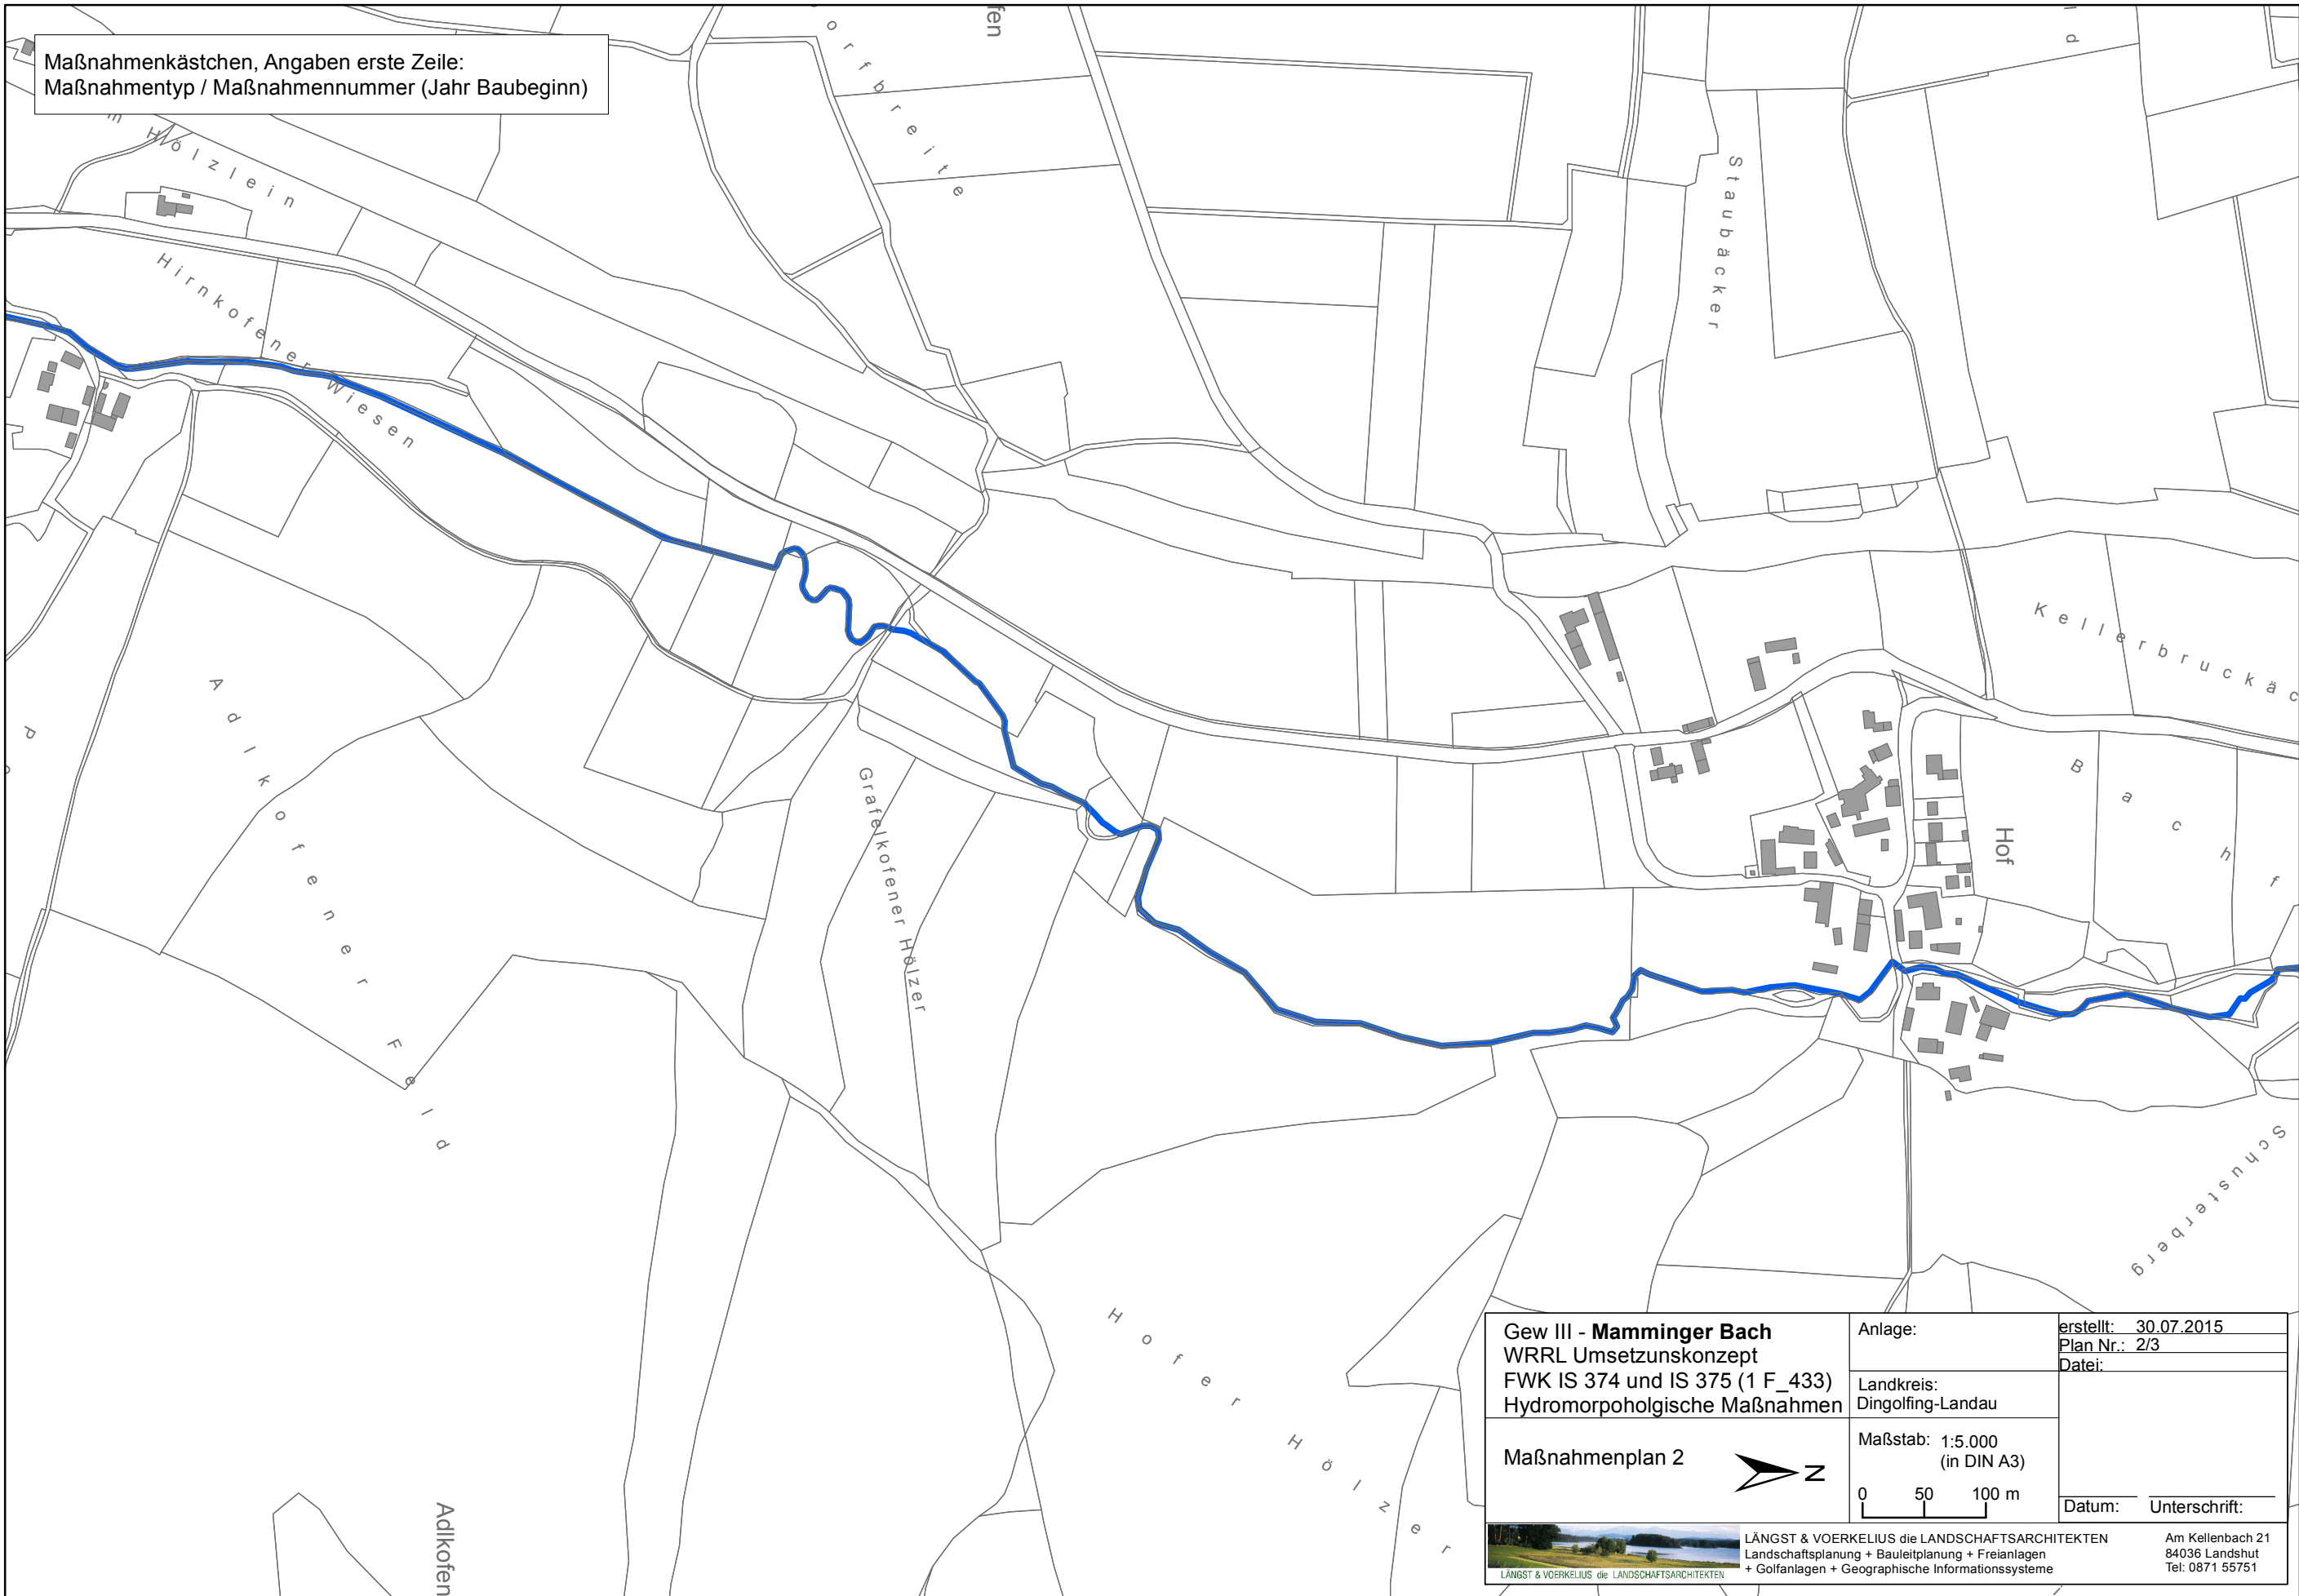 Maßnahmenkästchen, Angaben erste Zeile:
Maßnahmentyp / Maßnahmennummer (Jahr Baubeginn)
fen
orfbreite
m Hölzlein
Hirnkofener Wiesen
Staubäcker
ld
Kellerbruckäc
Adlkofener Feld
Grafelkofener Hölzer
Hof
Bachf
Schusterberg
Hofer Hölzer
Adlkofen
Gew III - Mamminger Bach
WRRL Umsetzunskonzept
FWK IS 374 und IS 375 (1 F_433)
Hydromorpoholgische Maßnahmen
Anlage:
erstellt: 30.07.2015
Plan Nr.: 2/3
Datei:
Landkreis:
Dingolfing-Landau
Maßnahmenplan 2
N
Maßstab: 1:5.000
(in DIN A3)
0 50 100 m
Datum: Unterschrift:
LÄNGST & VOERKELIUS die LANDSCHAFTSARCHITEKTEN
LÄNGST & VOERKELIUS die LANDSCHAFTSARCHITEKTEN
Landschaftsplanung + Bauleitplanung + Freianlagen
+ Golfanlagen + Geographische Informationssysteme
Am Kellenbach 21
84036 Landshut
Tel: 0871 55751